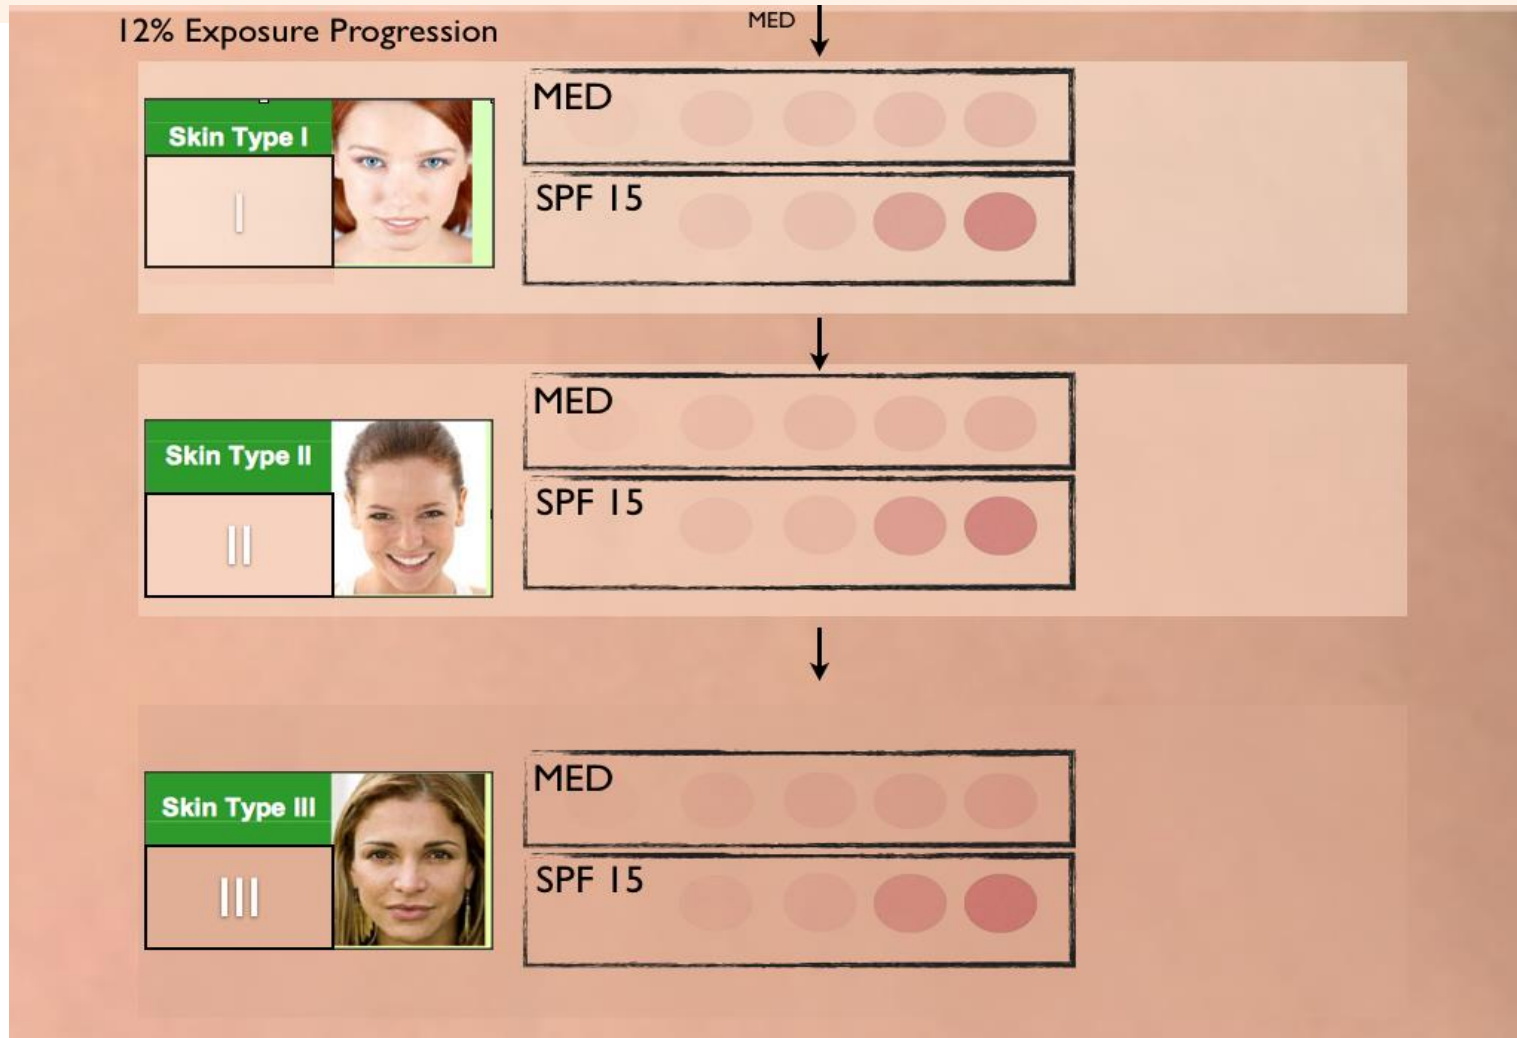 12% Exposure Progression
MED
MED
Skin Type I
I
SPF 15
MED
Skin Type II
II
SPF 15
MED
Skin Type III
III
SPF 15